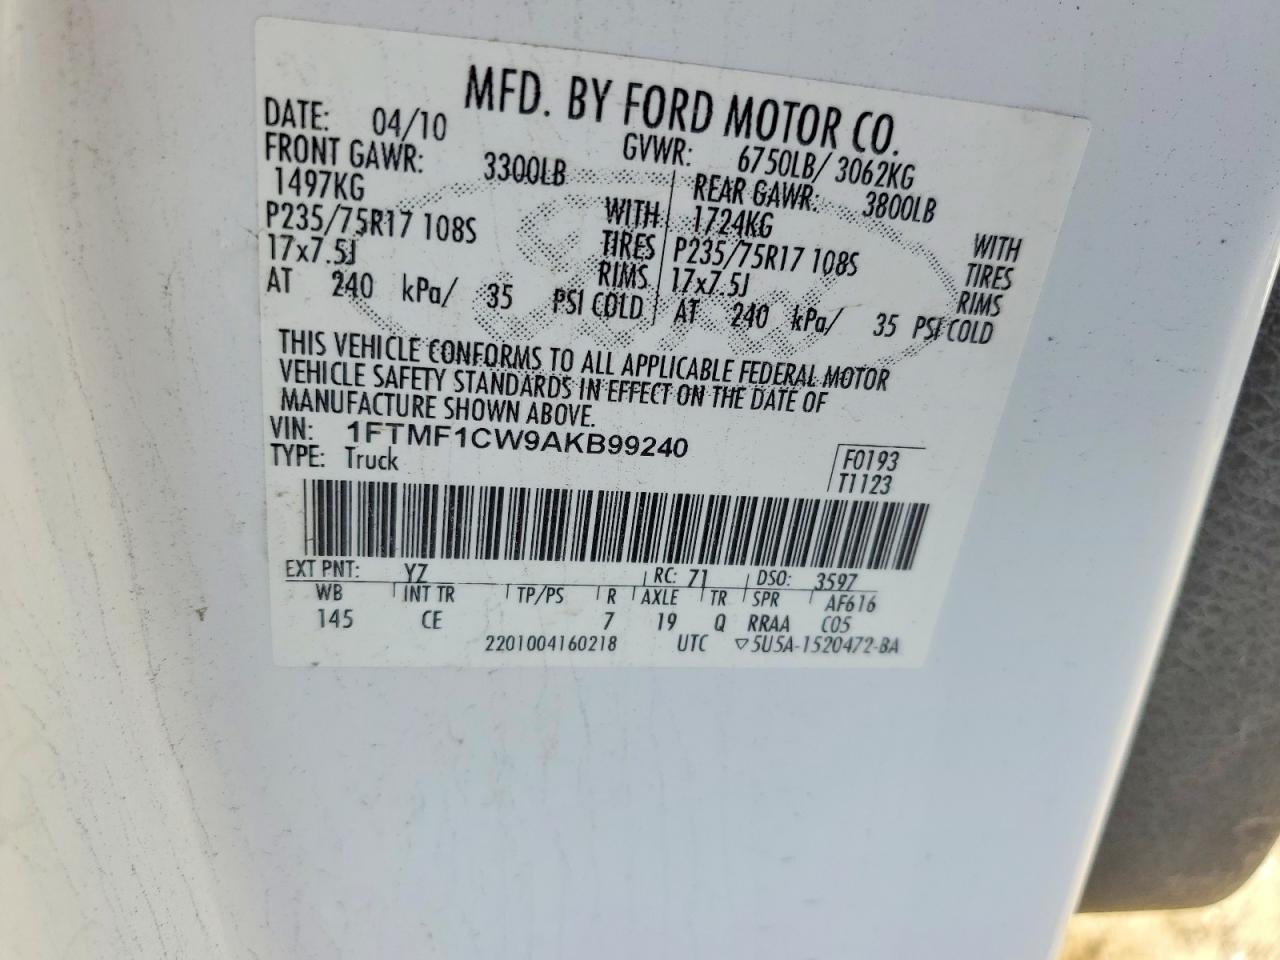 MFD. BY FORD MOTOR CO.
DATE: 04/10 GVWR: 6750LB/ 3062KG
FRONT GAWR: 3300LB REAR GAWR: 3800LB
1497KG WITH 1724KG WITH
P235/75R17 108S TIRES P235/75R17 108S TIRES
17x7.5J RIMS 17x7.5J RIMS
AT 240 kPa/ 35 PSI COLD AT 240 kPa/ 35 PSI COLD
THIS VEHICLE CONFORMS TO ALL APPLICABLE FEDERAL MOTOR
VEHICLE SAFETY STANDARDS IN EFFECT ON THE DATE OF
MANUFACTURE SHOWN ABOVE.
VIN: 1FTMF1CW9AKB99240
TYPE: Truck
F0193
T1123
EXT PNT: YZ RC: 71 DSO: 3597
WB INT TR TP/PS R AXLE TR SPR AF616
145 CE 7 19 Q RRAA C05
2201004160218 UTC ▽5U5A-1520472-BA